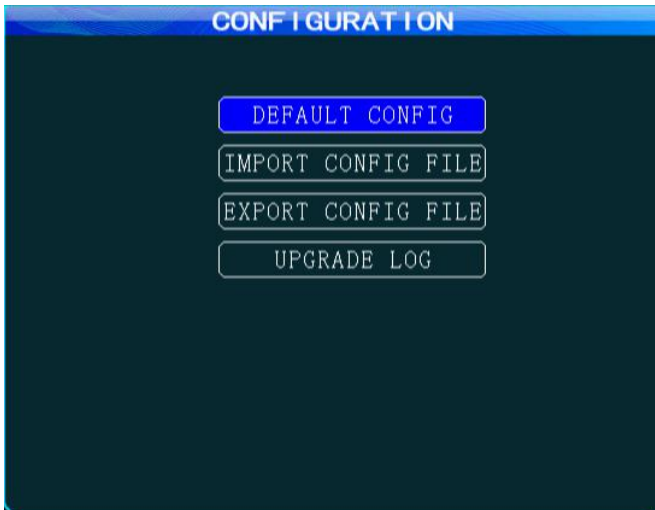 CONFIGURATION
DEFAULT CONFIG
IMPORT CONFIG FILE
EXPORT CONFIG FILE
UPGRADE LOG